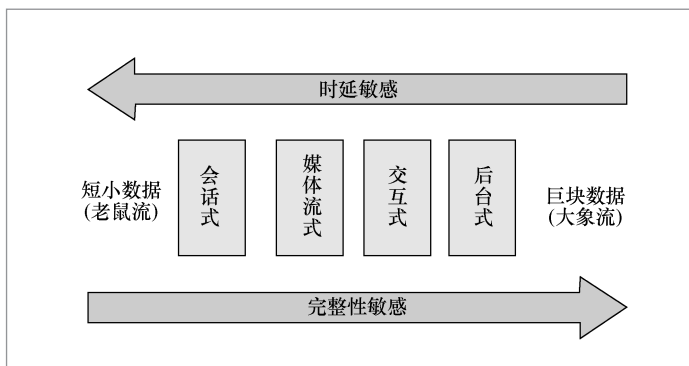 时延敏感
短小数据
(老鼠流)
会话式
媒体流式
交互式
后台式
巨块数据
(大象流)
完整性敏感